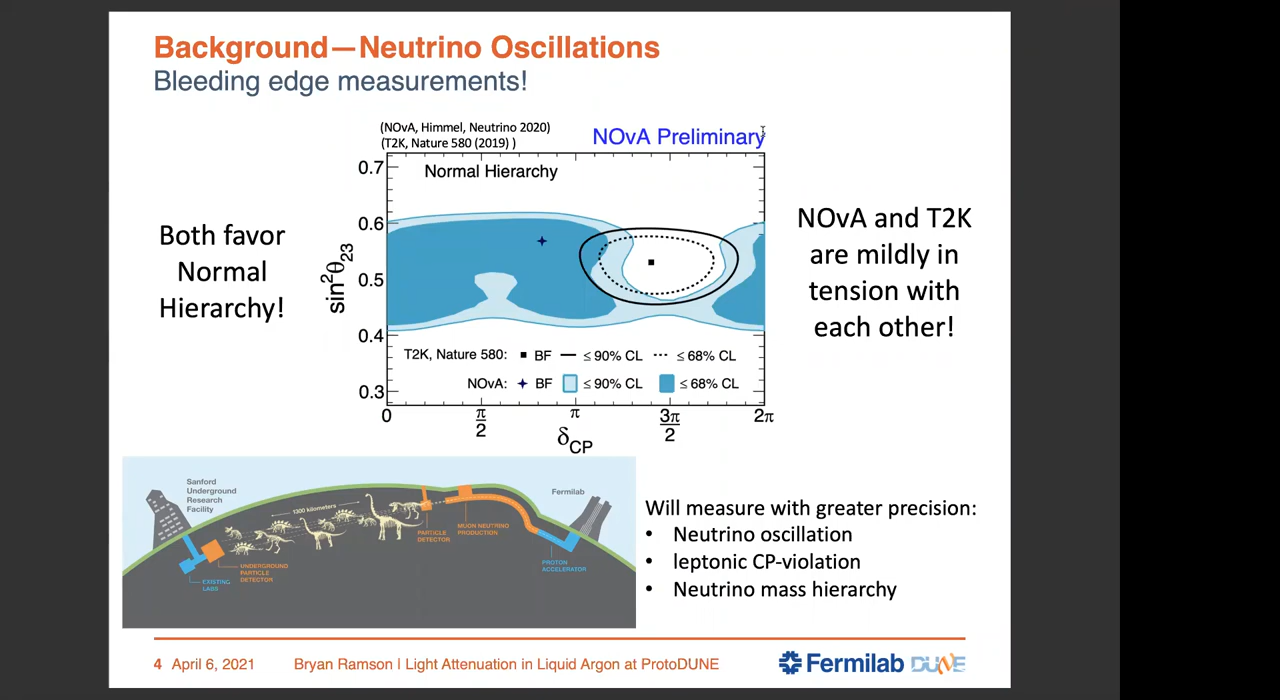 Background—Neutrino Oscillations
Bleeding edge measurements!
(NOvA, Himmel, Neutrino 2020)
(T2K, Nature 580 (2019) )
NOvA Preliminary
Both favor
Normal
Hierarchy!
Normal Hierarchy
0.7
0.6
0.5
0.4
0.3
sin²θ23
T2K, Nature 580: BF ≤ 90% CL ≤ 68% CL
NOvA: BF ≤ 90% CL ≤ 68% CL
0 π/2 π 3π/2 2π
δCP
NOvA and T2K
are mildly in
tension with
each other!
Sanford
Underground
Research
Facility
1300 kilometers
Fermilab
PARTICLE
DETECTOR
MUON NEUTRINO
PRODUCTION
UNDERGROUND
PARTICLE
DETECTOR
EXISTING
LABS
PROTON
ACCELERATOR
Will measure with greater precision:
• Neutrino oscillation
• leptonic CP-violation
• Neutrino mass hierarchy
4 April 6, 2021 Bryan Ramson | Light Attenuation in Liquid Argon at ProtoDUNE
Fermilab DUNE